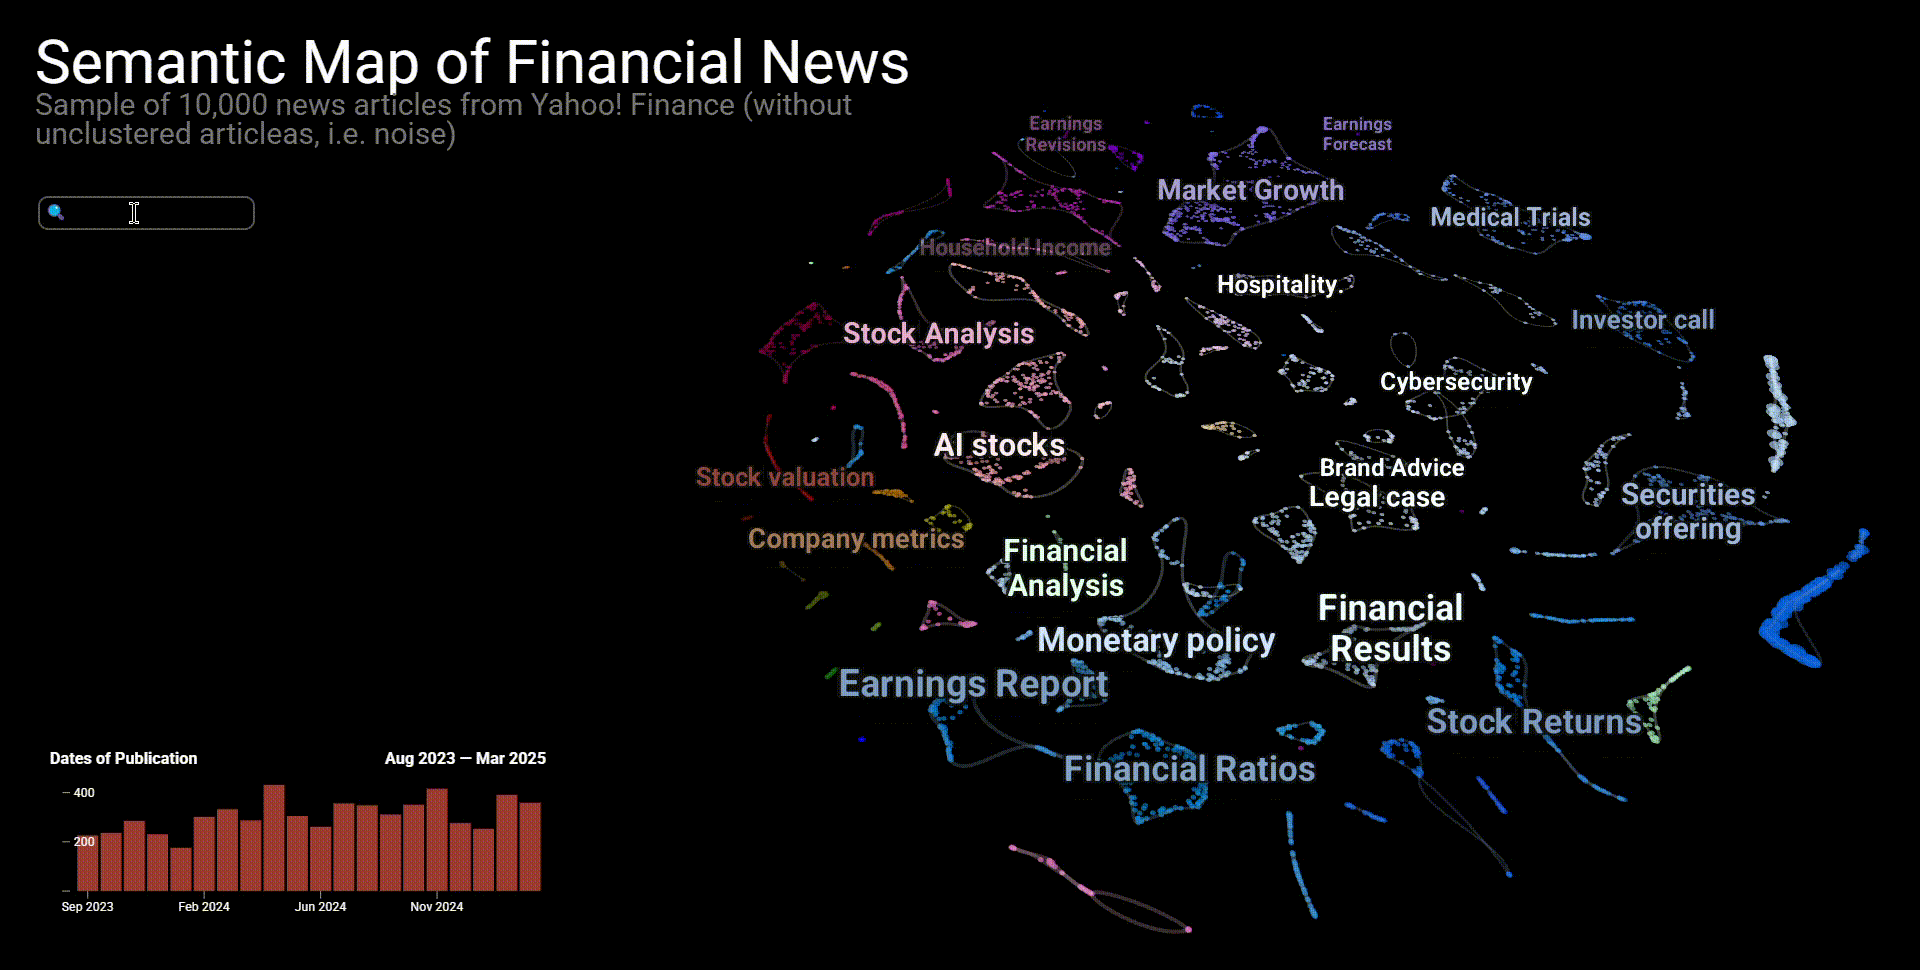 Semantic Map of Financial News
Sample of 10,000 news articles from Yahoo! Finance (without
unclustered articleas, i.e. noise)
Earnings
Revisions
Earnings
Forecast
Market Growth
Medical Trials
Household Income
Hospitality.
Investor call
Stock Analysis
Cybersecurity
AI stocks
Brand Advice
Stock valuation
Legal case
Securities
offering
Company metrics
Financial
Analysis
Financial
Results
Monetary policy
Earnings Report
Stock Returns
Financial Ratios
Dates of Publication
Aug 2023 — Mar 2025
400
200
Sep 2023
Feb 2024
Jun 2024
Nov 2024